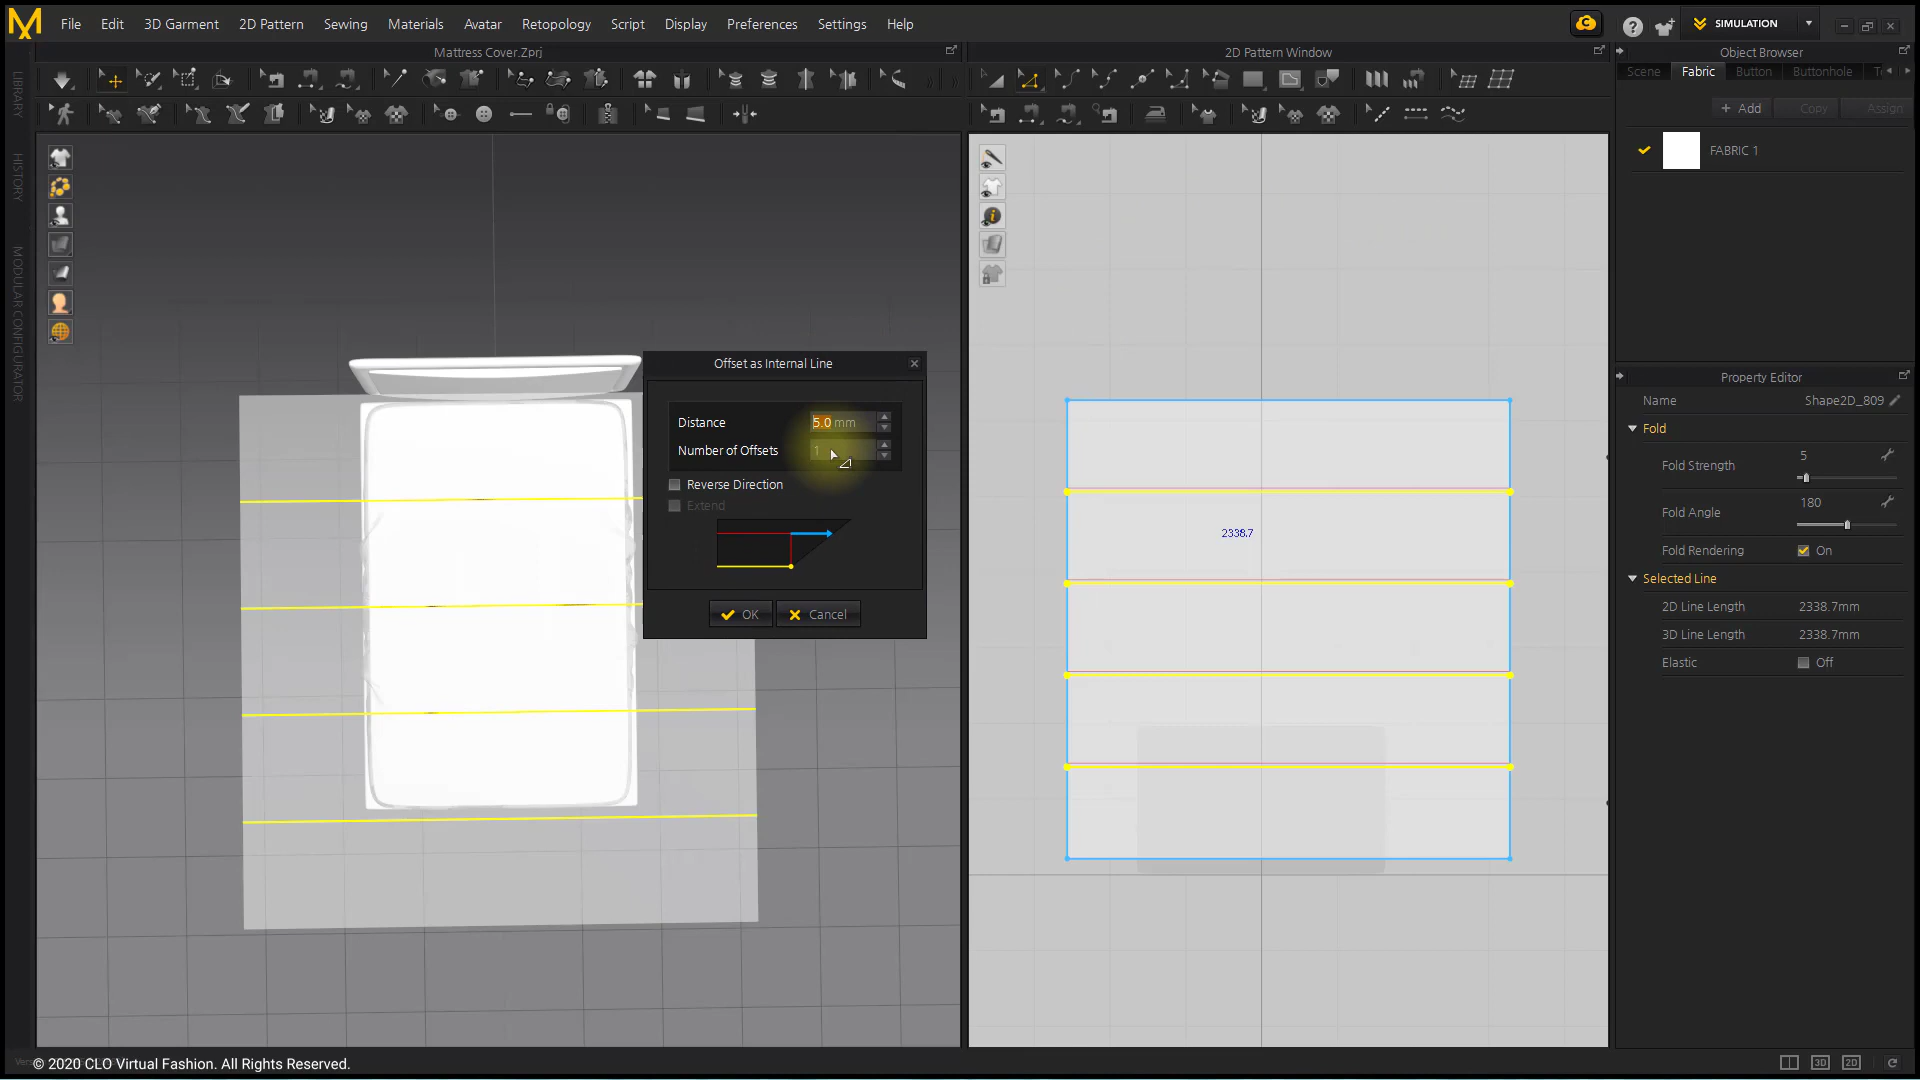 File Edit 3D Garment 2D Pattern Sewing Materials Avatar Retopology Script Display Preferences Settings Help
SIMULATION
Mattress Cover.Zprj
2D Pattern Window
Object Browser
Scene Fabric Button Buttonhole
+ Add Copy Assign
FABRIC 1
LIBRARY
HISTORY
MODULAR CONFIGURATOR
Offset as Internal Line
Distance 5.0 mm
Number of Offsets 1
Reverse Direction
Extend
OK Cancel
2338.7
Property Editor
Name Shape2D_809
Fold
Fold Strength 5
Fold Angle 180
Fold Rendering On
Selected Line
2D Line Length 2338.7mm
3D Line Length 2338.7mm
Elastic Off
© 2020 CLO Virtual Fashion. All Rights Reserved.
3D 2D